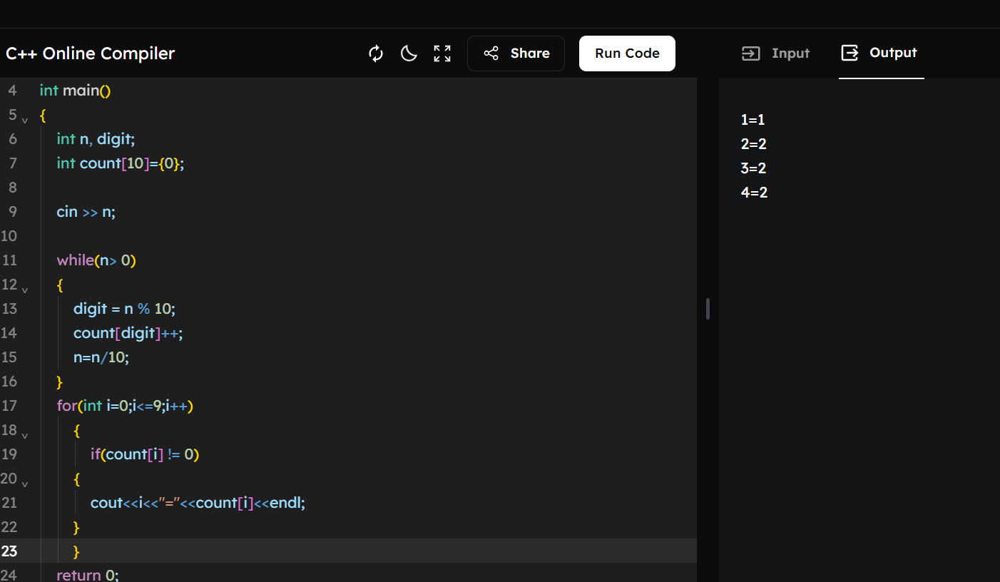 C++ Online Compiler Share Run Code Input Output
4 int main()
5 {
6 int n, digit;
7 int count[10]={0};
8
9 cin >> n;
10
11 while(n> 0)
12 {
13 digit = n % 10;
14 count[digit]++;
15 n=n/10;
16 }
17 for(int i=0;i<=9;i++)
18 {
19 if(count[i] != 0)
20 {
21 cout<<i<<"="<<count[i]<<endl;
22 }
23 }
24 return 0;
1=1
2=2
3=2
4=2